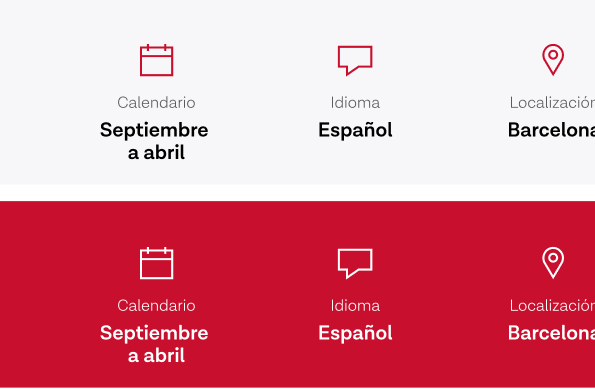 Calendario Idioma Localización
Septiembre Español Barcelona
a abril
Calendario Idioma Localización
Septiembre Español Barcelona
a abril